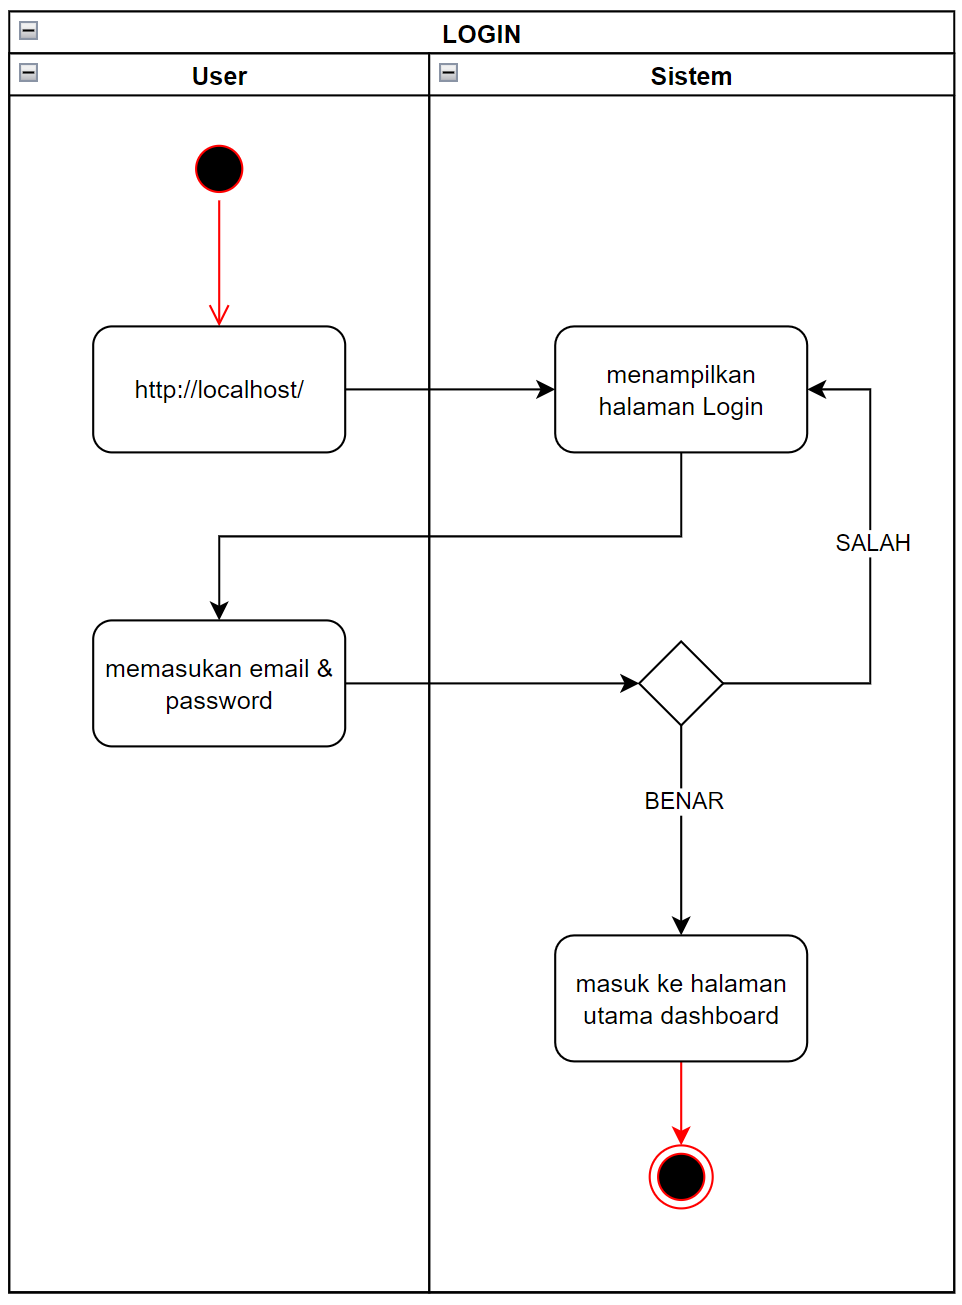 LOGIN
User
Sistem
http://localhost/
menampilkan
halaman Login
SALAH
memasukan email &
password
BENAR
masuk ke halaman
utama dashboard